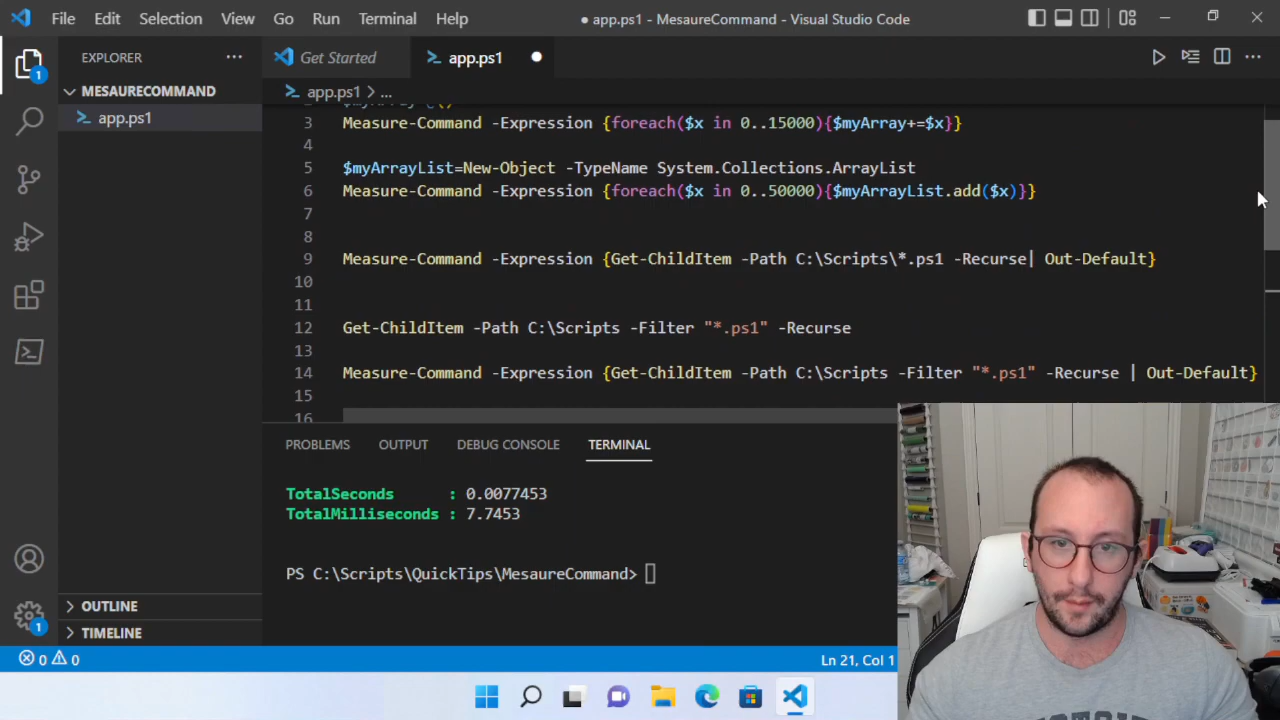 File Edit Selection View Go Run Terminal Help
● app.ps1 - MesaureCommand - Visual Studio Code
EXPLORER
Get Started
app.ps1
MESAURECOMMAND
app.ps1
app.ps1 > ...
3 Measure-Command -Expression {foreach($x in 0..15000){$myArray+=$x}}
4
5 $myArrayList=New-Object -TypeName System.Collections.ArrayList
6 Measure-Command -Expression {foreach($x in 0..50000){$myArrayList.add($x)}}
7
8
9 Measure-Command -Expression {Get-ChildItem -Path C:\Scripts\*.ps1 -Recurse| Out-Default}
10
11
12 Get-ChildItem -Path C:\Scripts -Filter "*.ps1" -Recurse
13
14 Measure-Command -Expression {Get-ChildItem -Path C:\Scripts -Filter "*.ps1" -Recurse | Out-Default}
15
16
PROBLEMS OUTPUT DEBUG CONSOLE TERMINAL
TotalSeconds : 0.0077453
TotalMilliseconds : 7.7453
PS C:\Scripts\QuickTips\MesaureCommand>
1
1
OUTLINE
TIMELINE
0 0
Ln 21, Col 1